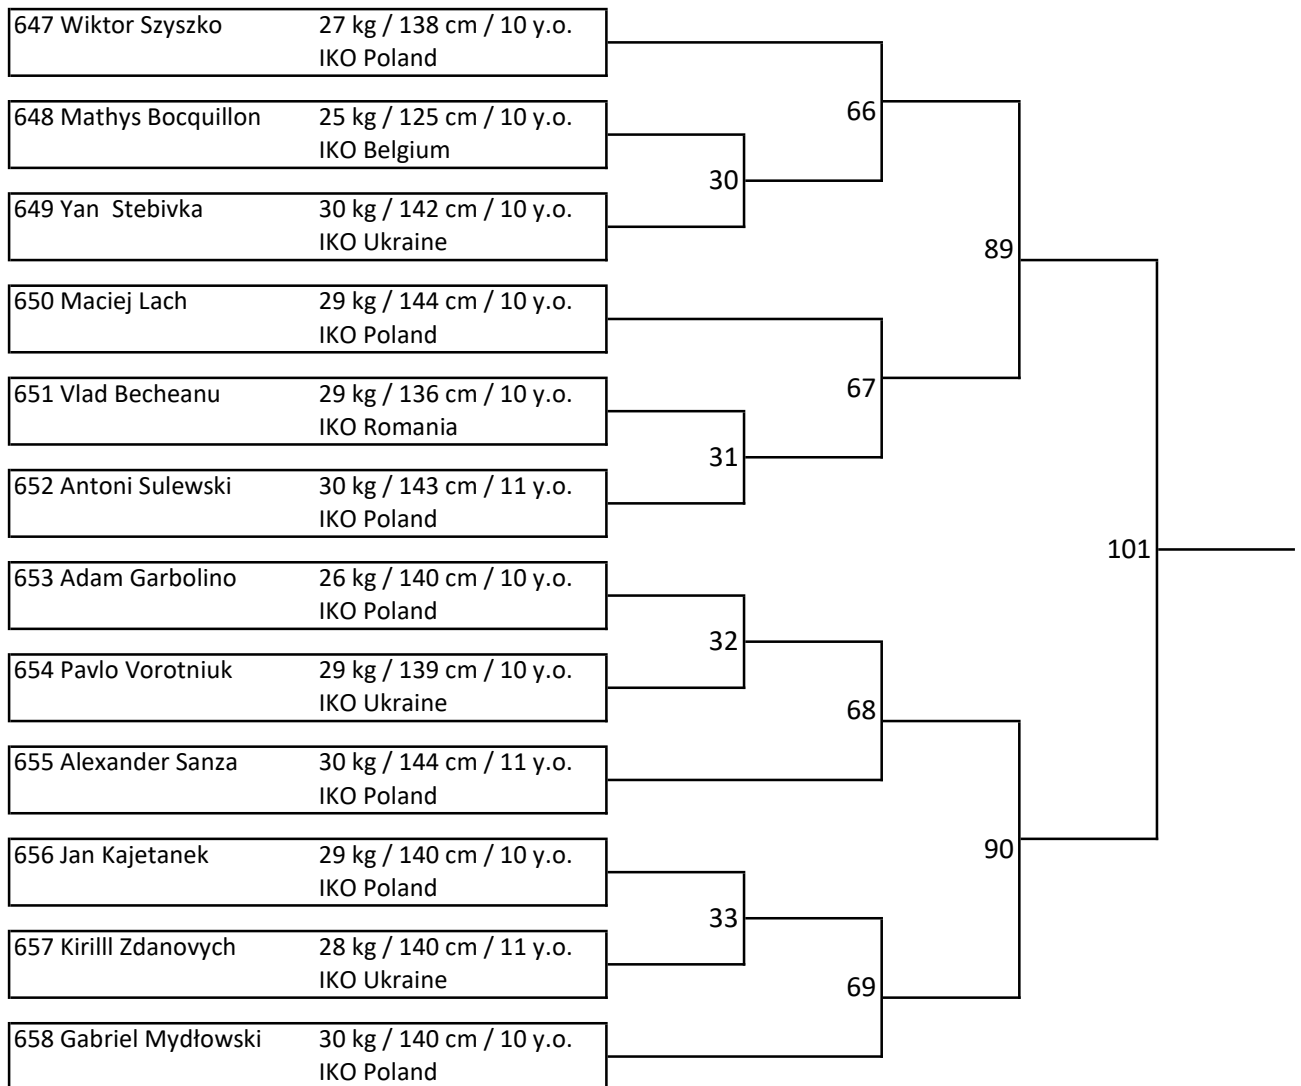 647 Wiktor Szyszko 27 kg / 138 cm / 10 y.o.
IKO Poland
648 Mathys Bocquillon 25 kg / 125 cm / 10 y.o.
IKO Belgium
66
30
649 Yan  Stebivka 30 kg / 142 cm / 10 y.o.
IKO Ukraine
89
650 Maciej Lach 29 kg / 144 cm / 10 y.o.
IKO Poland
651 Vlad Becheanu 29 kg / 136 cm / 10 y.o.
IKO Romania
67
31
652 Antoni Sulewski 30 kg / 143 cm / 11 y.o.
IKO Poland
101
653 Adam Garbolino 26 kg / 140 cm / 10 y.o.
IKO Poland
32
654 Pavlo Vorotniuk 29 kg / 139 cm / 10 y.o.
IKO Ukraine
68
655 Alexander Sanza 30 kg / 144 cm / 11 y.o.
IKO Poland
656 Jan Kajetanek 29 kg / 140 cm / 10 y.o.
IKO Poland
90
33
657 Kirilll Zdanovych 28 kg / 140 cm / 11 y.o.
IKO Ukraine
69
658 Gabriel Mydłowski 30 kg / 140 cm / 10 y.o.
IKO Poland